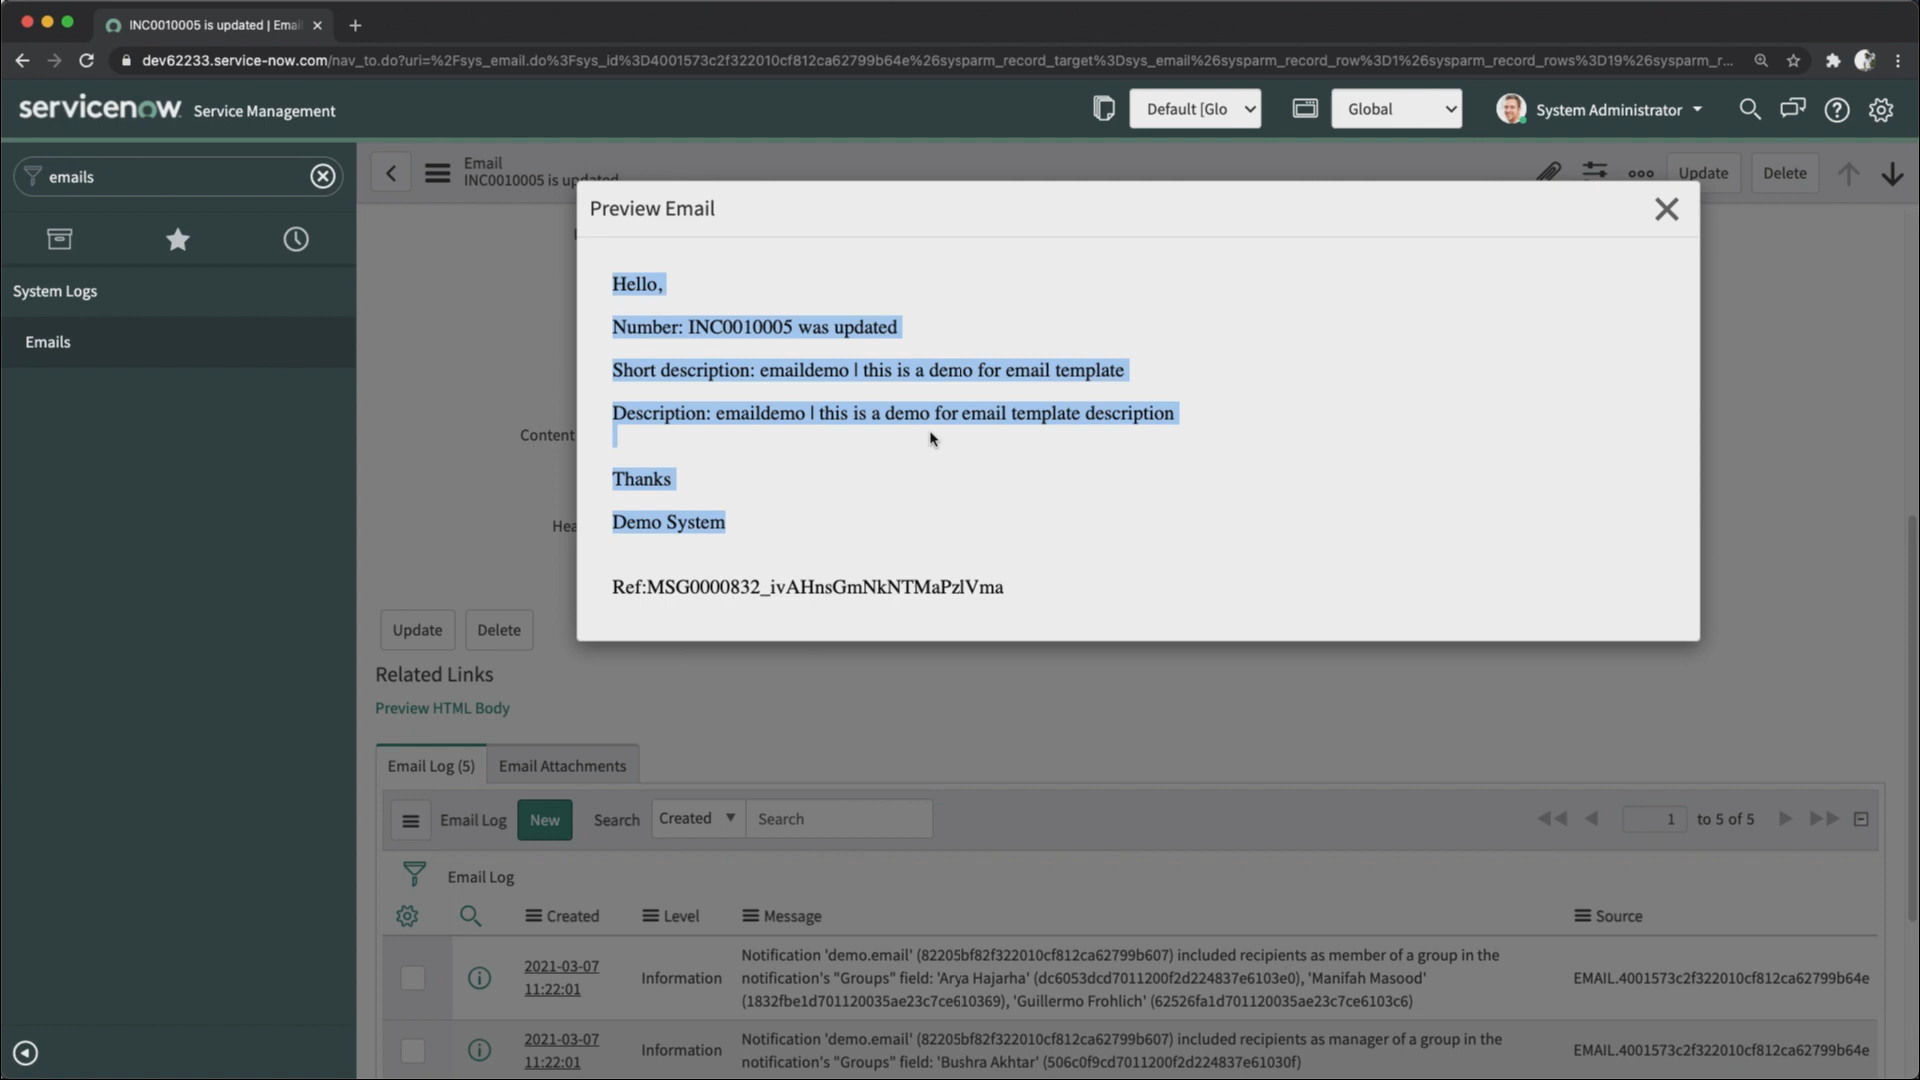 INC0010005 is updated | Emai
dev62233.service-now.com/nav_to.do?uri=%2Fsys_email.do%3Fsys_id%3D4001573c2f322010cf812ca62799b64e%26sysparm_record_target%3Dsys_email%26sysparm_record_row%3D1%26sysparm_record_rows%3D19%26sysparm_r...
servicenow Service Management
Default [Glo
Global
System Administrator
emails
System Logs
Emails
Email
INC0010005 is updated
Update
Delete
Preview Email
Hello,
Number: INC0010005 was updated
Short description: emaildemo | this is a demo for email template
Description: emaildemo | this is a demo for email template description
Thanks
Demo System
Ref:MSG0000832_ivAHnsGmNkNTMaPzlVma
Content
Hea
Update
Delete
Related Links
Preview HTML Body
Email Log (5)
Email Attachments
Email Log
New
Search
Created
Search
1 to 5 of 5
Email Log
Created
Level
Message
Source
2021-03-07
11:22:01
Information
Notification 'demo.email' (82205bf82f322010cf812ca62799b607) included recipients as member of a group in the
notification's "Groups" field: 'Arya Hajarha' (dc6053dcd7011200f2d224837e6103e0), 'Manifah Masood'
(1832fbe1d701120035ae23c7ce610369), 'Guillermo Frohlich' (62526fa1d701120035ae23c7ce6103c6)
EMAIL.4001573c2f322010cf812ca62799b64e
2021-03-07
11:22:01
Information
Notification 'demo.email' (82205bf82f322010cf812ca62799b607) included recipients as manager of a group in the
notification's "Groups" field: 'Bushra Akhtar' (506c0f9cd7011200f2d224837e61030f)
EMAIL.4001573c2f322010cf812ca62799b64e